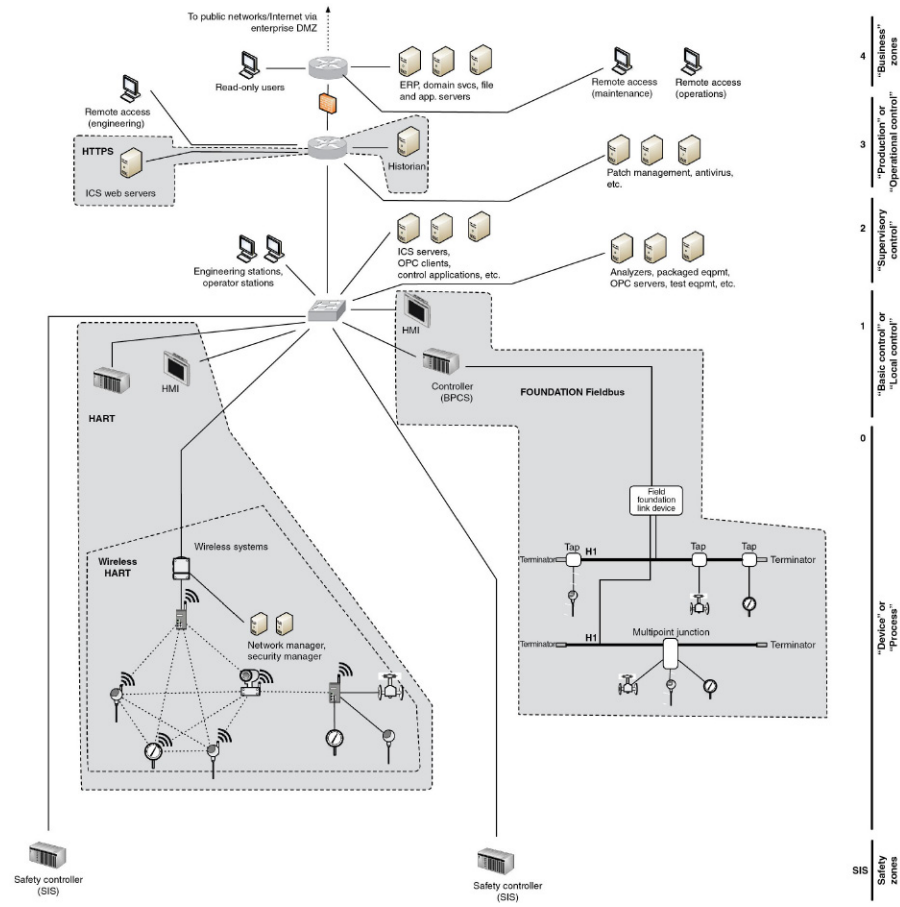 To public networks/Internet via
enterprise DMZ
Read-only users
ERP, domain svcs, file
and app. servers
Remote access
(maintenance)
Remote access
(operations)
4
"Business"
zones
Remote access
(engineering)
HTTPS
ICS web servers
Historian
Patch management, antivirus,
etc.
3
"Production" or
"Operational control"
Engineering stations,
operator stations
ICS servers,
OPC clients,
control applications, etc.
Analyzers, packaged eqpmt,
OPC servers, test eqpmt, etc.
2
"Supervisory
control"
HMI
HART
HMI
Controller
(BPCS)
FOUNDATION Fieldbus
1
"Basic control" or
"Local control"
0
Field
foundation
link device
Wireless systems
Wireless
HART
Network manager,
security manager
Terminator
Tap
H1
Tap
Tap
Terminator
Terminator
H1
Multipoint junction
Terminator
"Device" or
"Process"
Safety controller
(SIS)
Safety controller
(SIS)
SIS
Safety
zones